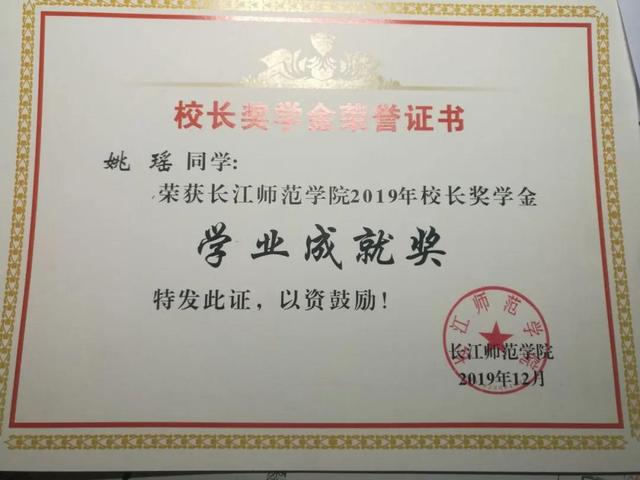 校长奖学金荣誉证书
姚瑶同学:
荣获长江师范学院2019年校长奖学金
学业成就奖
特发此证，以资鼓励！
长江师范学院
长江师范学院
2019年12月